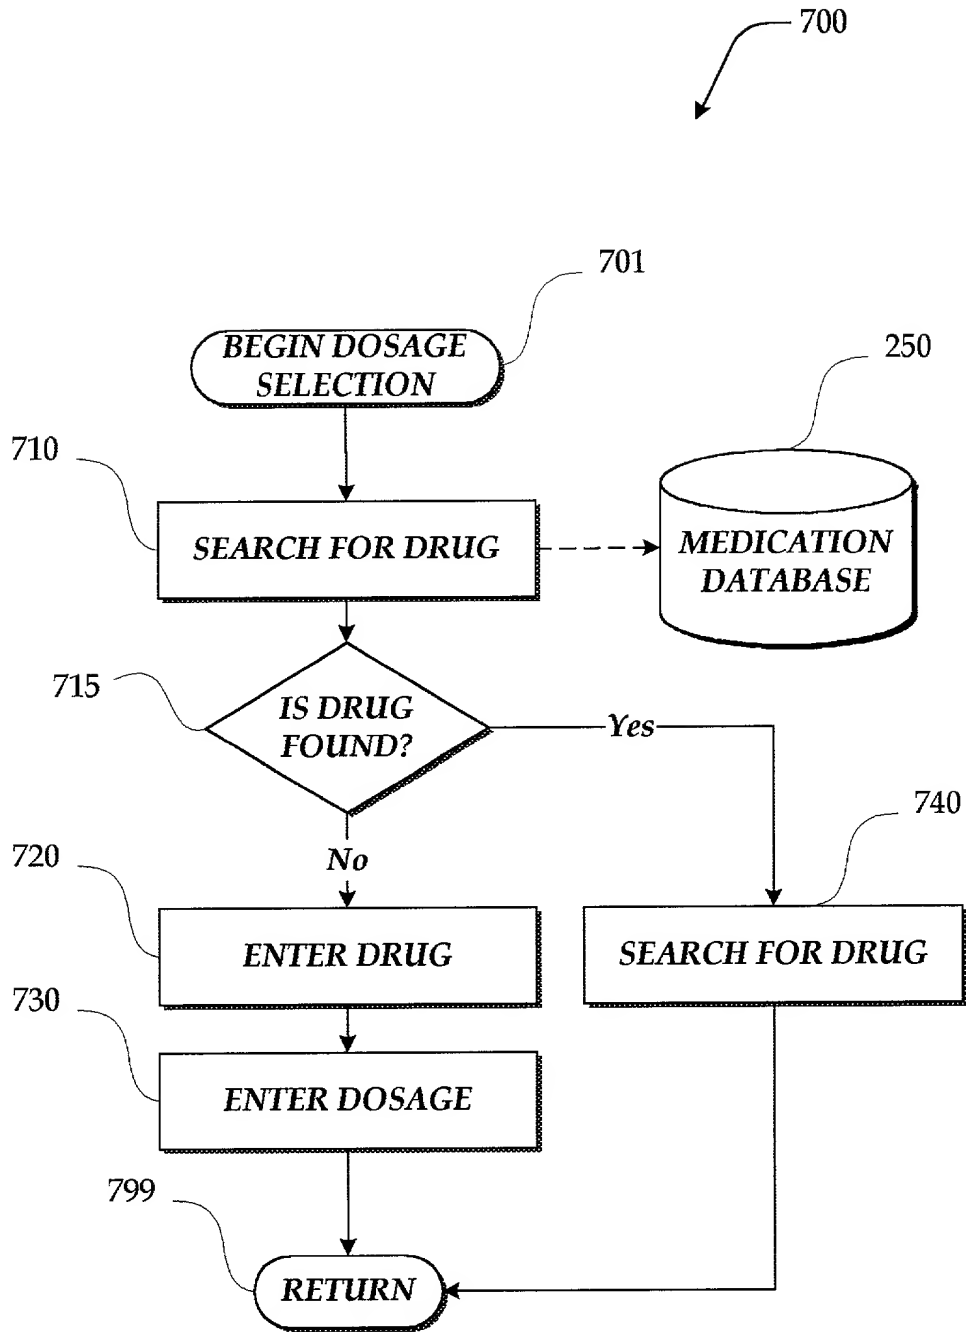 700
701
BEGIN DOSAGE
SELECTION
250
710
SEARCH FOR DRUG
MEDICATION
DATABASE
715
IS DRUG
FOUND?
Yes
740
720
No
ENTER DRUG
SEARCH FOR DRUG
730
ENTER DOSAGE
799
RETURN